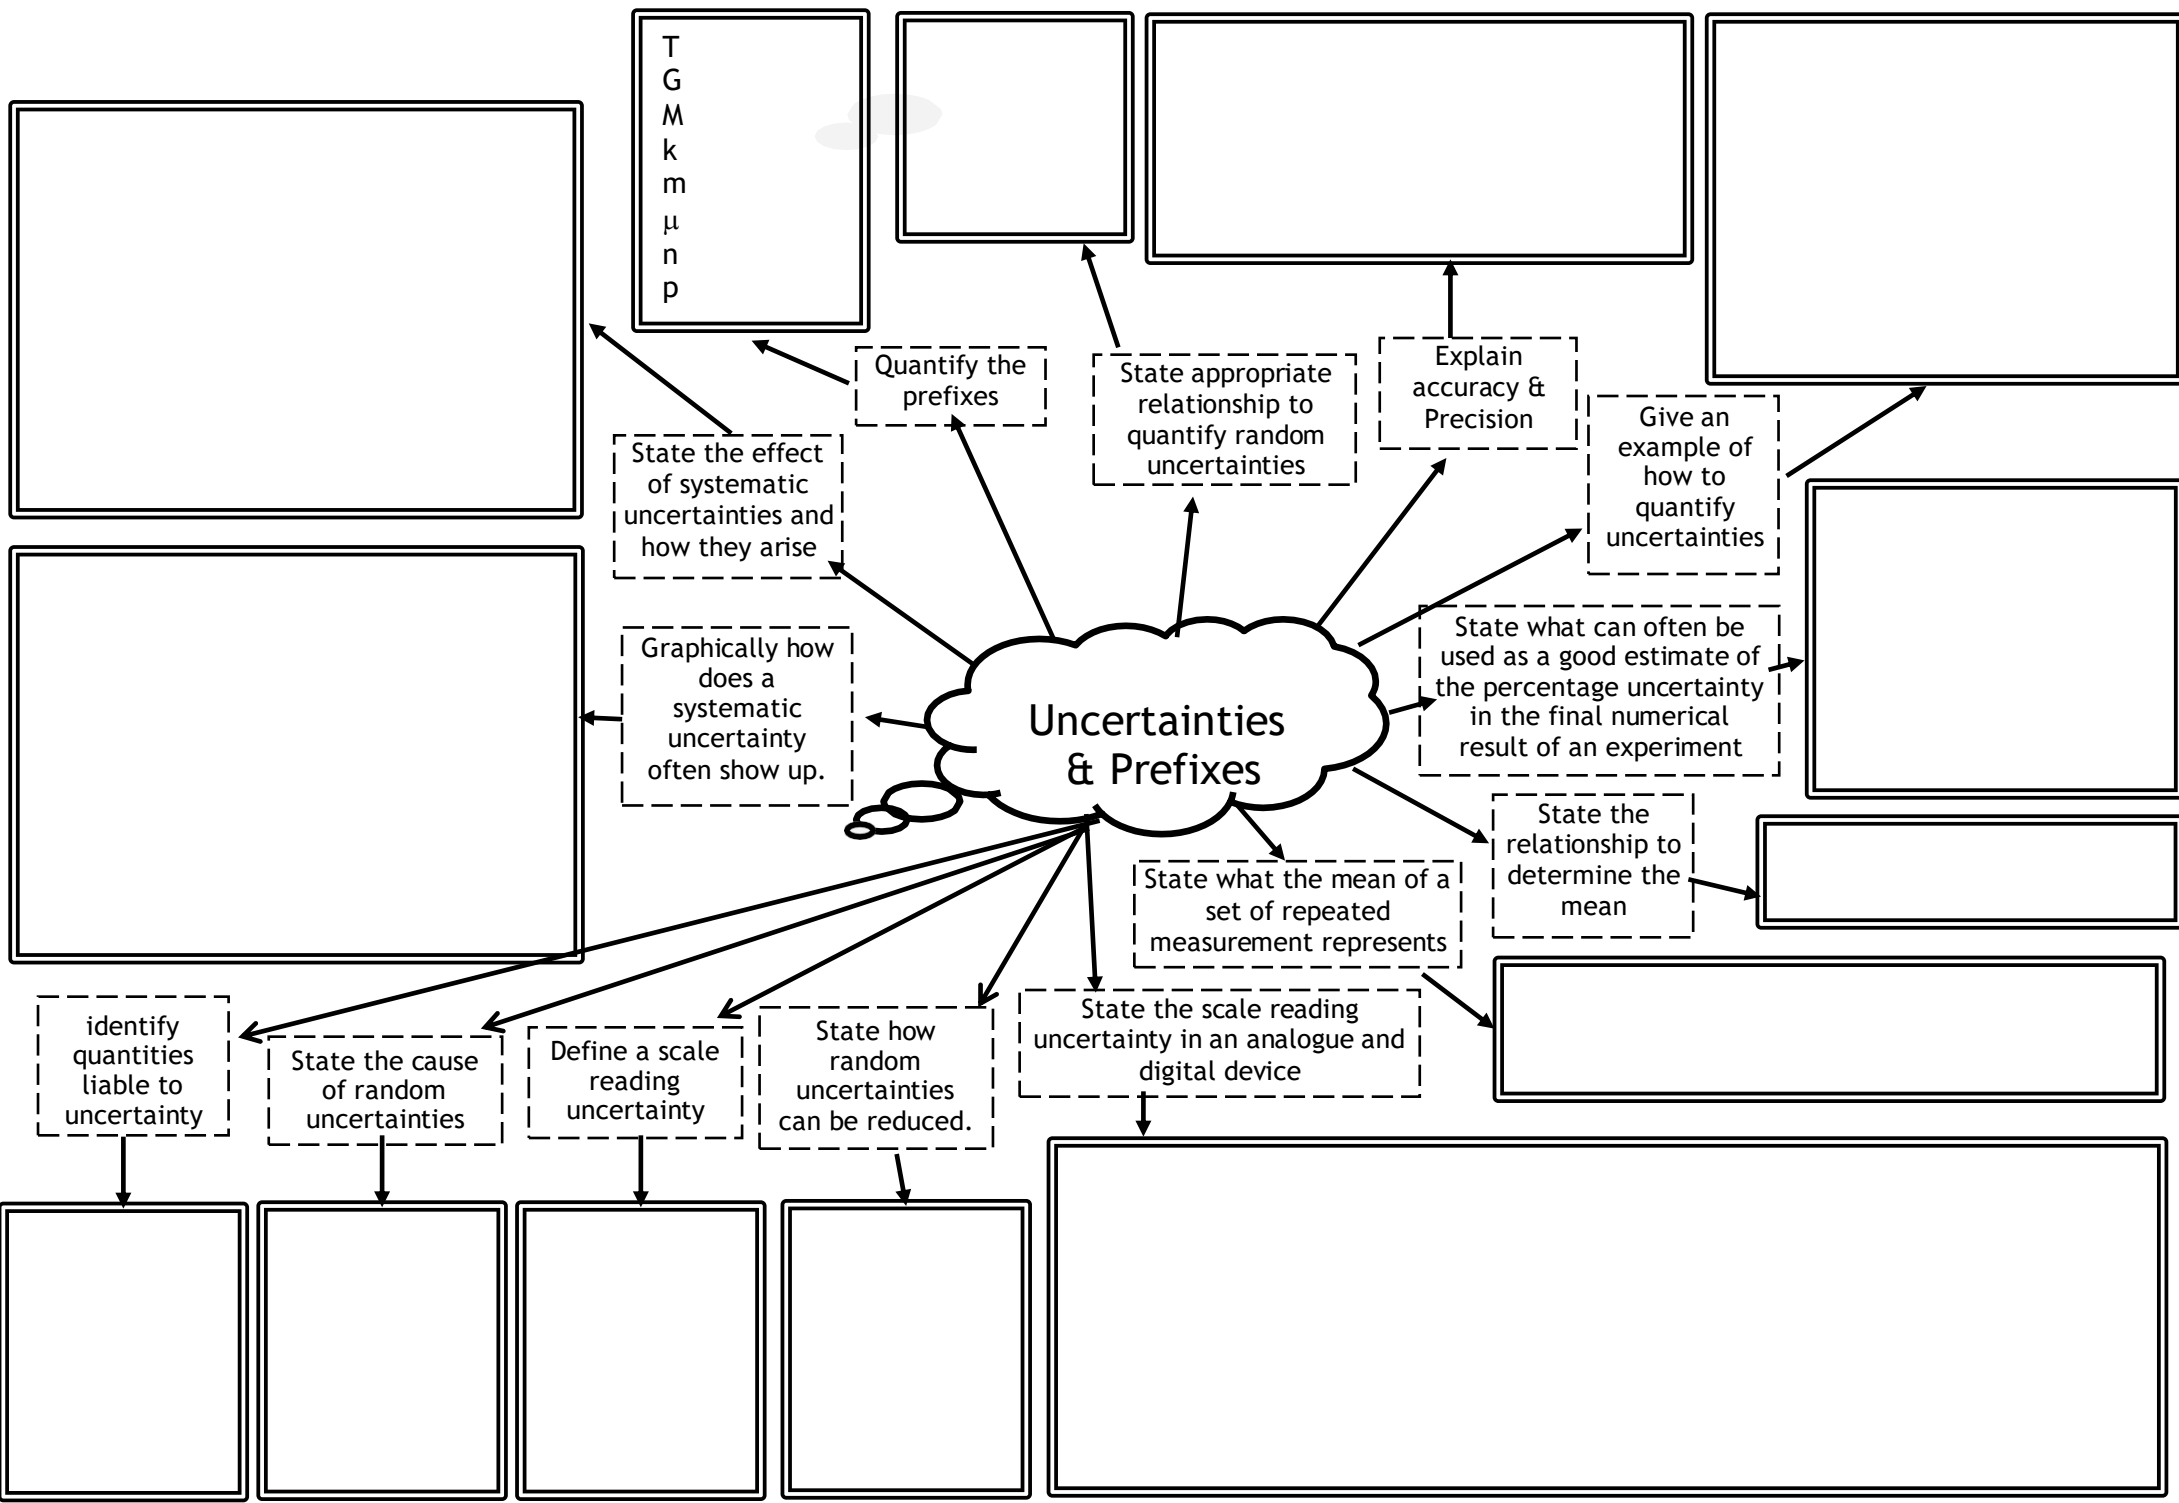 T
G
M
k
m
μ
n
p
Quantify the
prefixes
State appropriate
relationship to
quantify random
uncertainties
Explain
accuracy &
Precision
Give an
example of
how to
quantify
uncertainties
State the effect
of systematic
uncertainties and
how they arise
Graphically how
does a
systematic
uncertainty
often show up.
Uncertainties
& Prefixes
State what can often be
used as a good estimate of
the percentage uncertainty
in the final numerical
result of an experiment
State the
relationship to
determine the
mean
State what the mean of a
set of repeated
measurement represents
identify
quantities
liable to
uncertainty
State the cause
of random
uncertainties
Define a scale
reading
uncertainty
State how
random
uncertainties
can be reduced.
State the scale reading
uncertainty in an analogue and
digital device